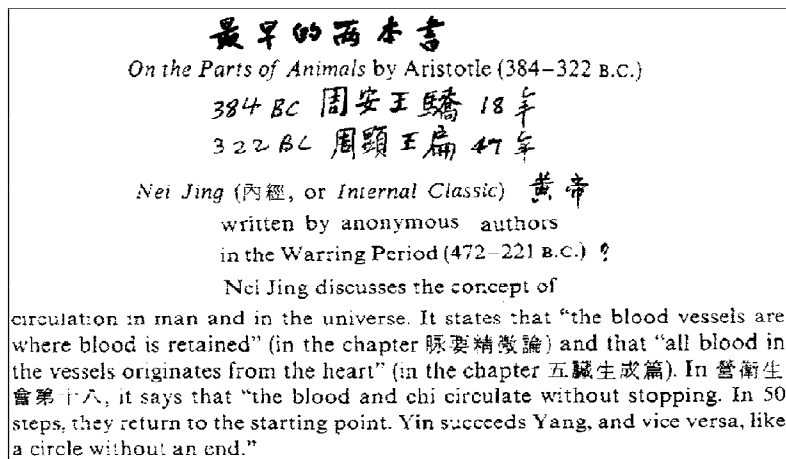 最早的两本書
On the Parts of Animals by Aristotle (384–322 B.C.)
384 BC 周安王驕 18年
322 BC 周顯王扁 47年
Nei Jing (內經, or Internal Classic) 黄帝
written by anonymous authors
in the Warring Period (472–221 B.C.) ?
Nei Jing discusses the concept of
circulation in man and in the universe. It states that “the blood vessels are
where blood is retained” (in the chapter 脉要精微論) and that “all blood in
the vessels originates from the heart” (in the chapter 五臟生成篇). In 營衛生
會第十八, it says that “the blood and chi circulate without stopping. In 50
steps, they return to the starting point. Yin succeeds Yang, and vice versa, like
a circle without an end.”